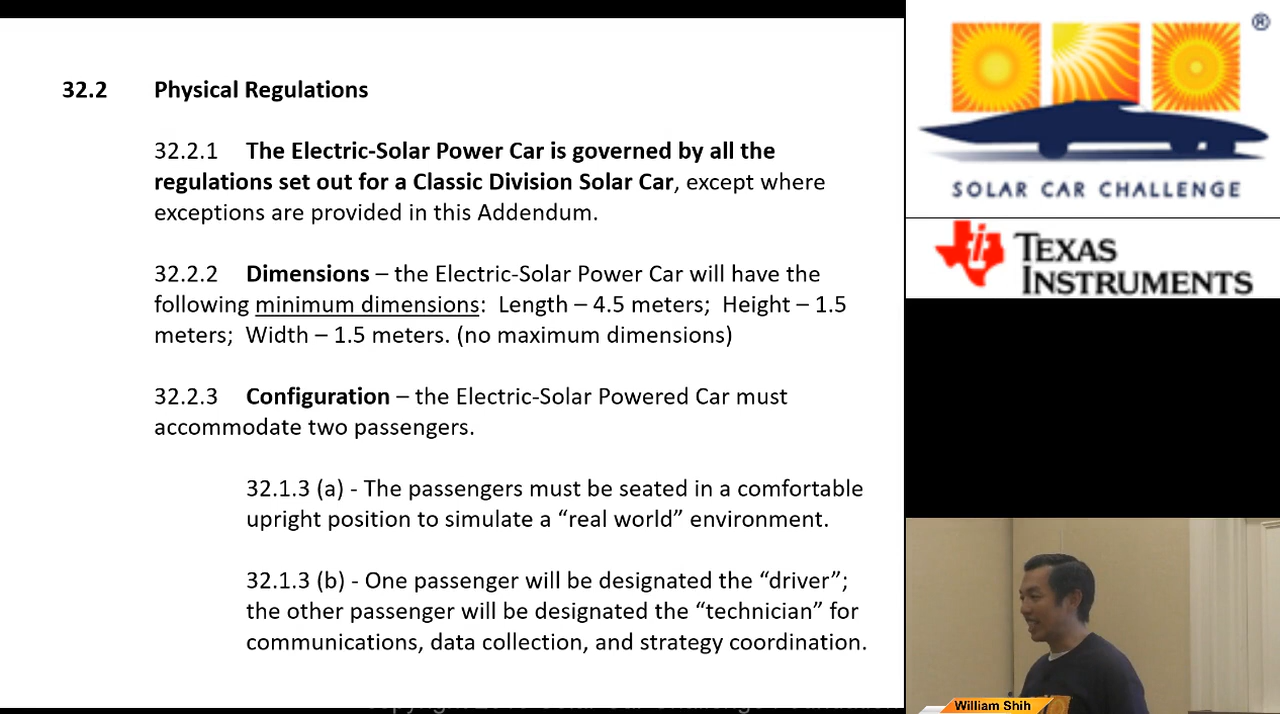 32.2 Physical Regulations
32.2.1 The Electric-Solar Power Car is governed by all the
regulations set out for a Classic Division Solar Car, except where
exceptions are provided in this Addendum.
32.2.2 Dimensions – the Electric-Solar Power Car will have the
following minimum dimensions: Length – 4.5 meters; Height – 1.5
meters; Width – 1.5 meters. (no maximum dimensions)
32.2.3 Configuration – the Electric-Solar Powered Car must
accommodate two passengers.
32.1.3 (a) - The passengers must be seated in a comfortable
upright position to simulate a “real world” environment.
32.1.3 (b) - One passenger will be designated the “driver”;
the other passenger will be designated the “technician” for
communications, data collection, and strategy coordination.
®
SOLAR CAR CHALLENGE
TEXAS
INSTRUMENTS
William Shih